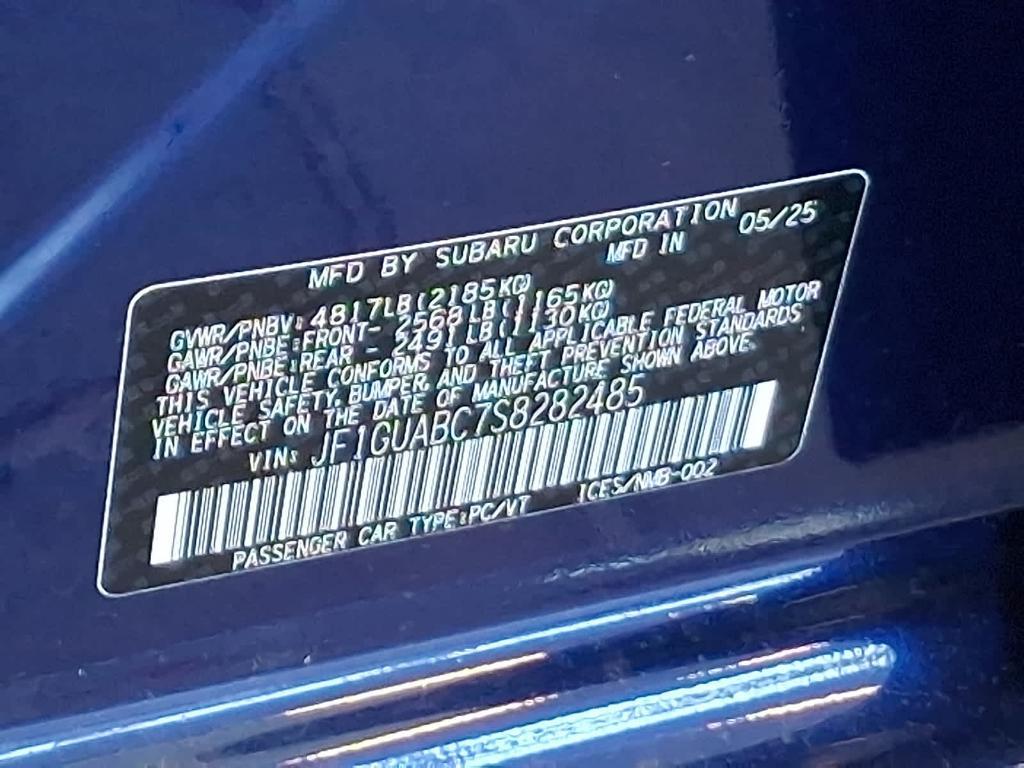 MFD BY SUBARU CORPORATION
MFD IN 05/25
GVWR/PNBV:4817LB(2185KG)
GAWR/PNBE:FRONT- 2568LB(1165KG)
GAWR/PNBE:REAR - 2491LB(1130KG)
THIS VEHICLE CONFORMS TO ALL APPLICABLE FEDERAL MOTOR
VEHICLE SAFETY,BUMPER, AND THEFT PREVENTION STANDARDS
IN EFFECT ON THE DATE OF MANUFACTURE SHOWN ABOVE.
VIN: JF1GUABC7S8282485
PASSENGER CAR TYPE:PC/VT ICES/NMB-002